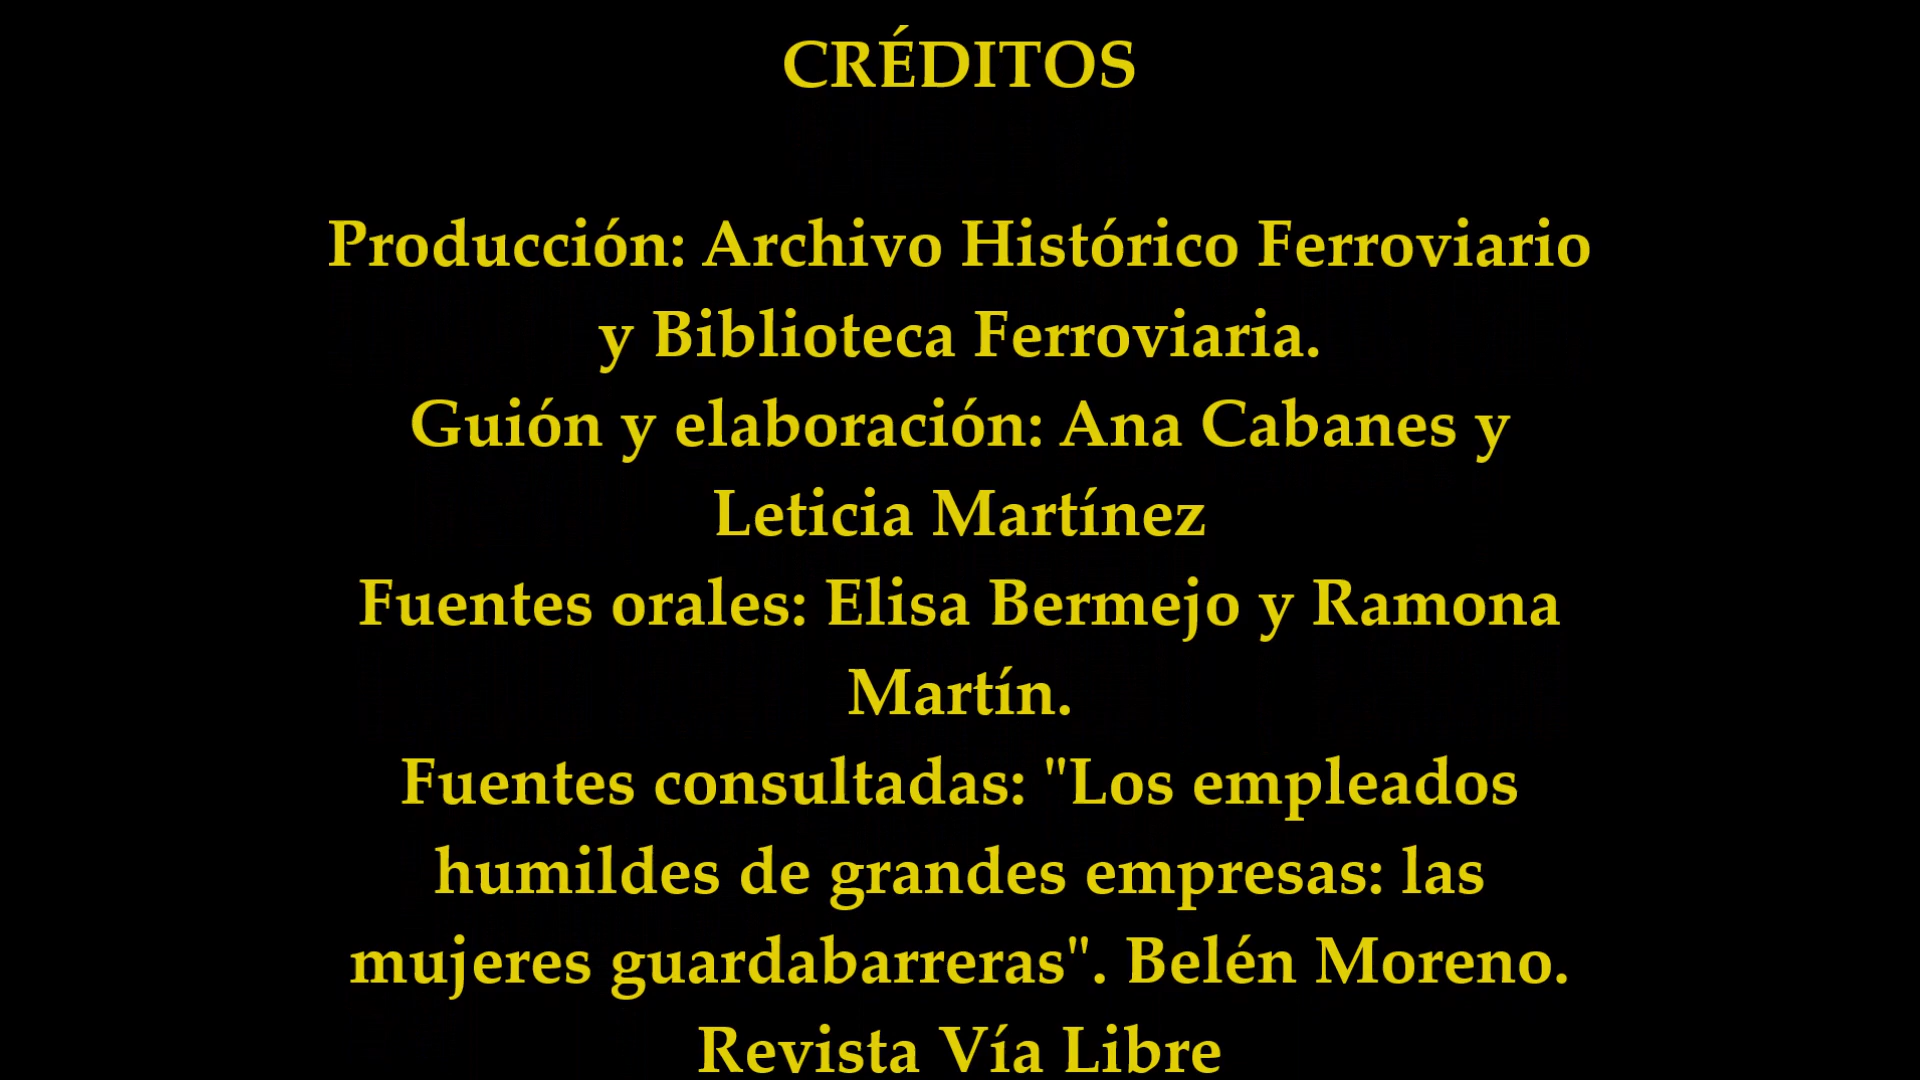 CRÉDITOS
Producción: Archivo Histórico Ferroviario
y Biblioteca Ferroviaria.
Guión y elaboración: Ana Cabanes y
Leticia Martínez
Fuentes orales: Elisa Bermejo y Ramona
Martín.
Fuentes consultadas: "Los empleados
humildes de grandes empresas: las
mujeres guardabarreras". Belén Moreno.
Revista Vía Libre